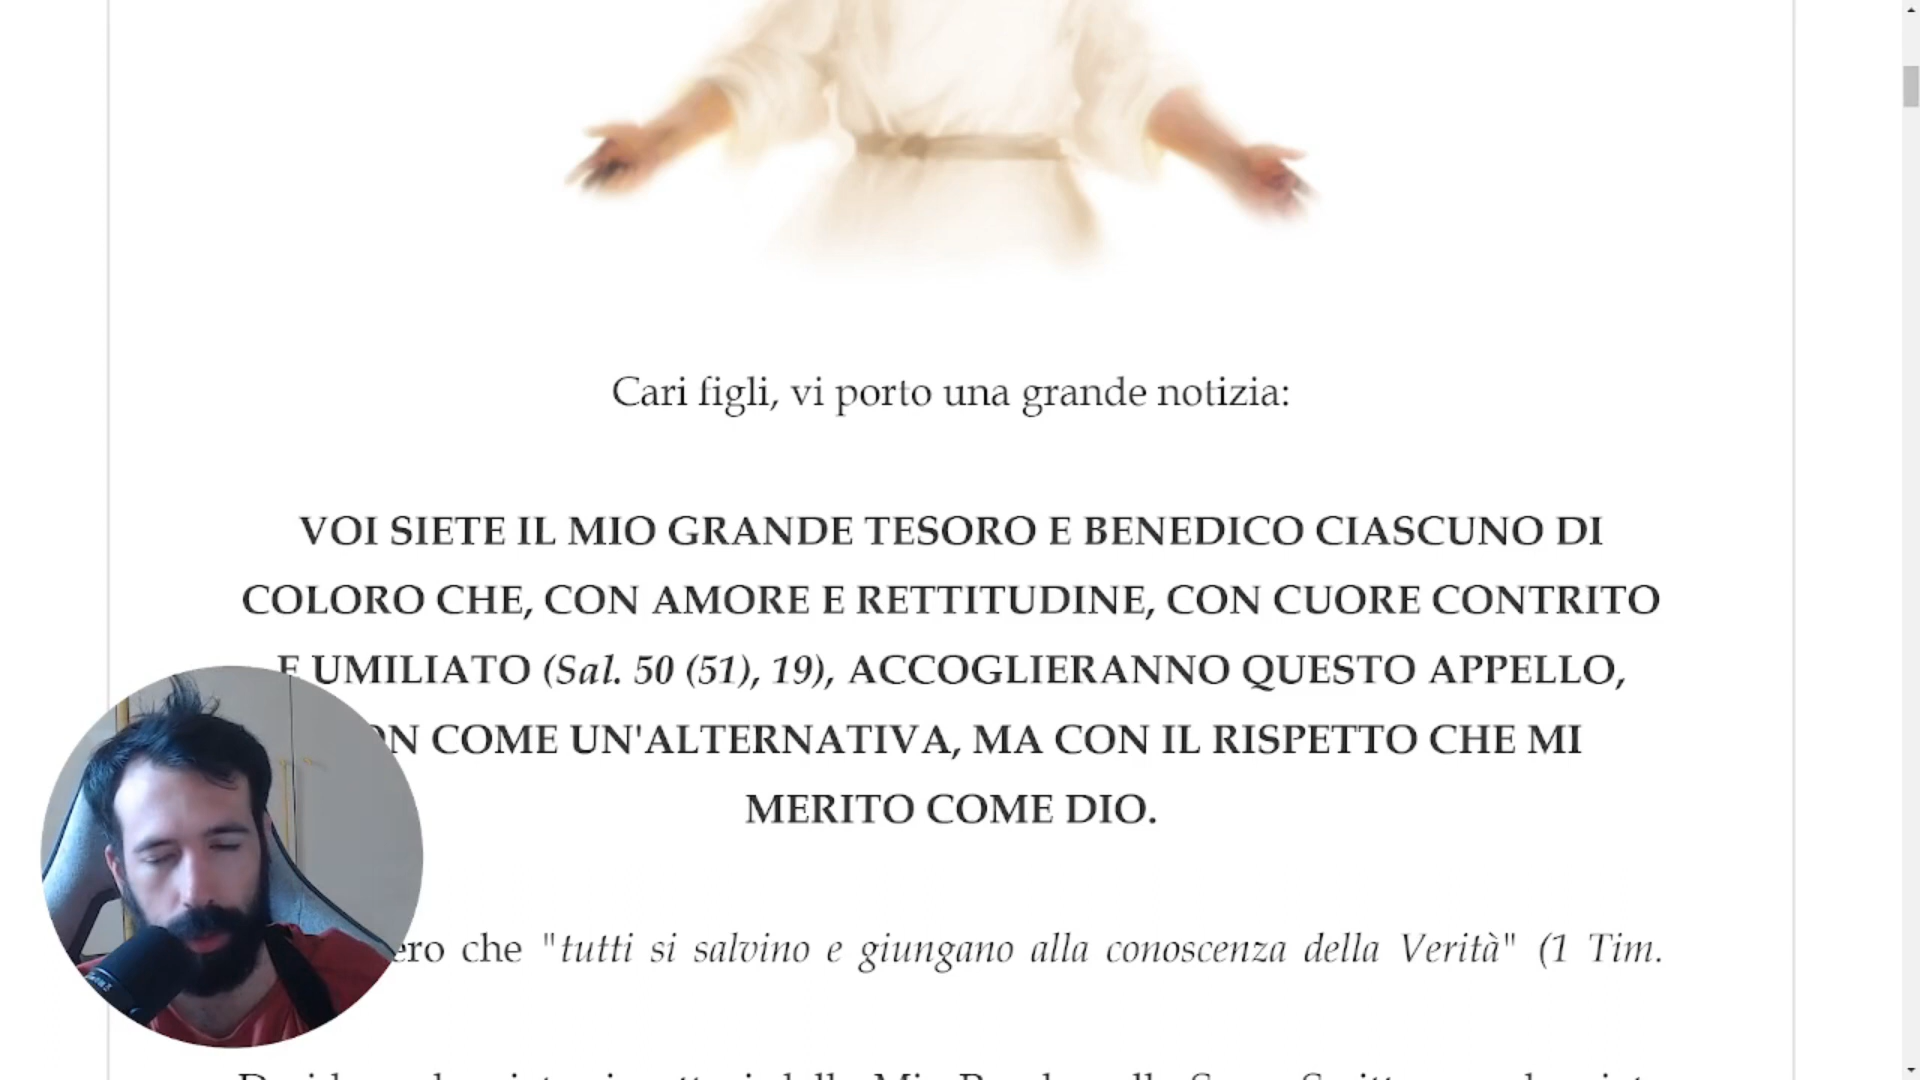 Cari figli, vi porto una grande notizia:
VOI SIETE IL MIO GRANDE TESORO E BENEDICO CIASCUNO DI
COLORO CHE, CON AMORE E RETTITUDINE, CON CUORE CONTRITO
E UMILIATO (Sal. 50 (51), 19), ACCOGLIERANNO QUESTO APPELLO,
COME UN'ALTERNATIVA, MA CON IL RISPETTO CHE MI
MERITO COME DIO.
che "tutti si salvino e giungano alla conoscenza della Verità" (1 Tim.